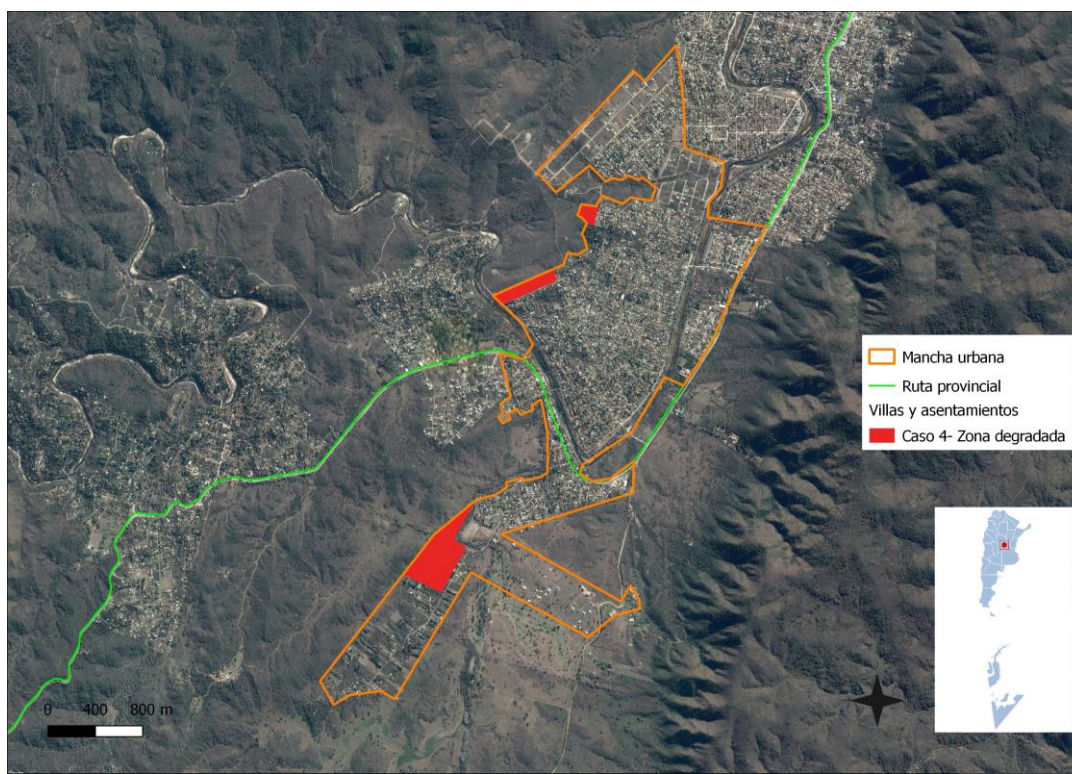 Mancha urbana
Ruta provincial
Villas y asentamientos
Caso 4- Zona degradada
0 400 800 m